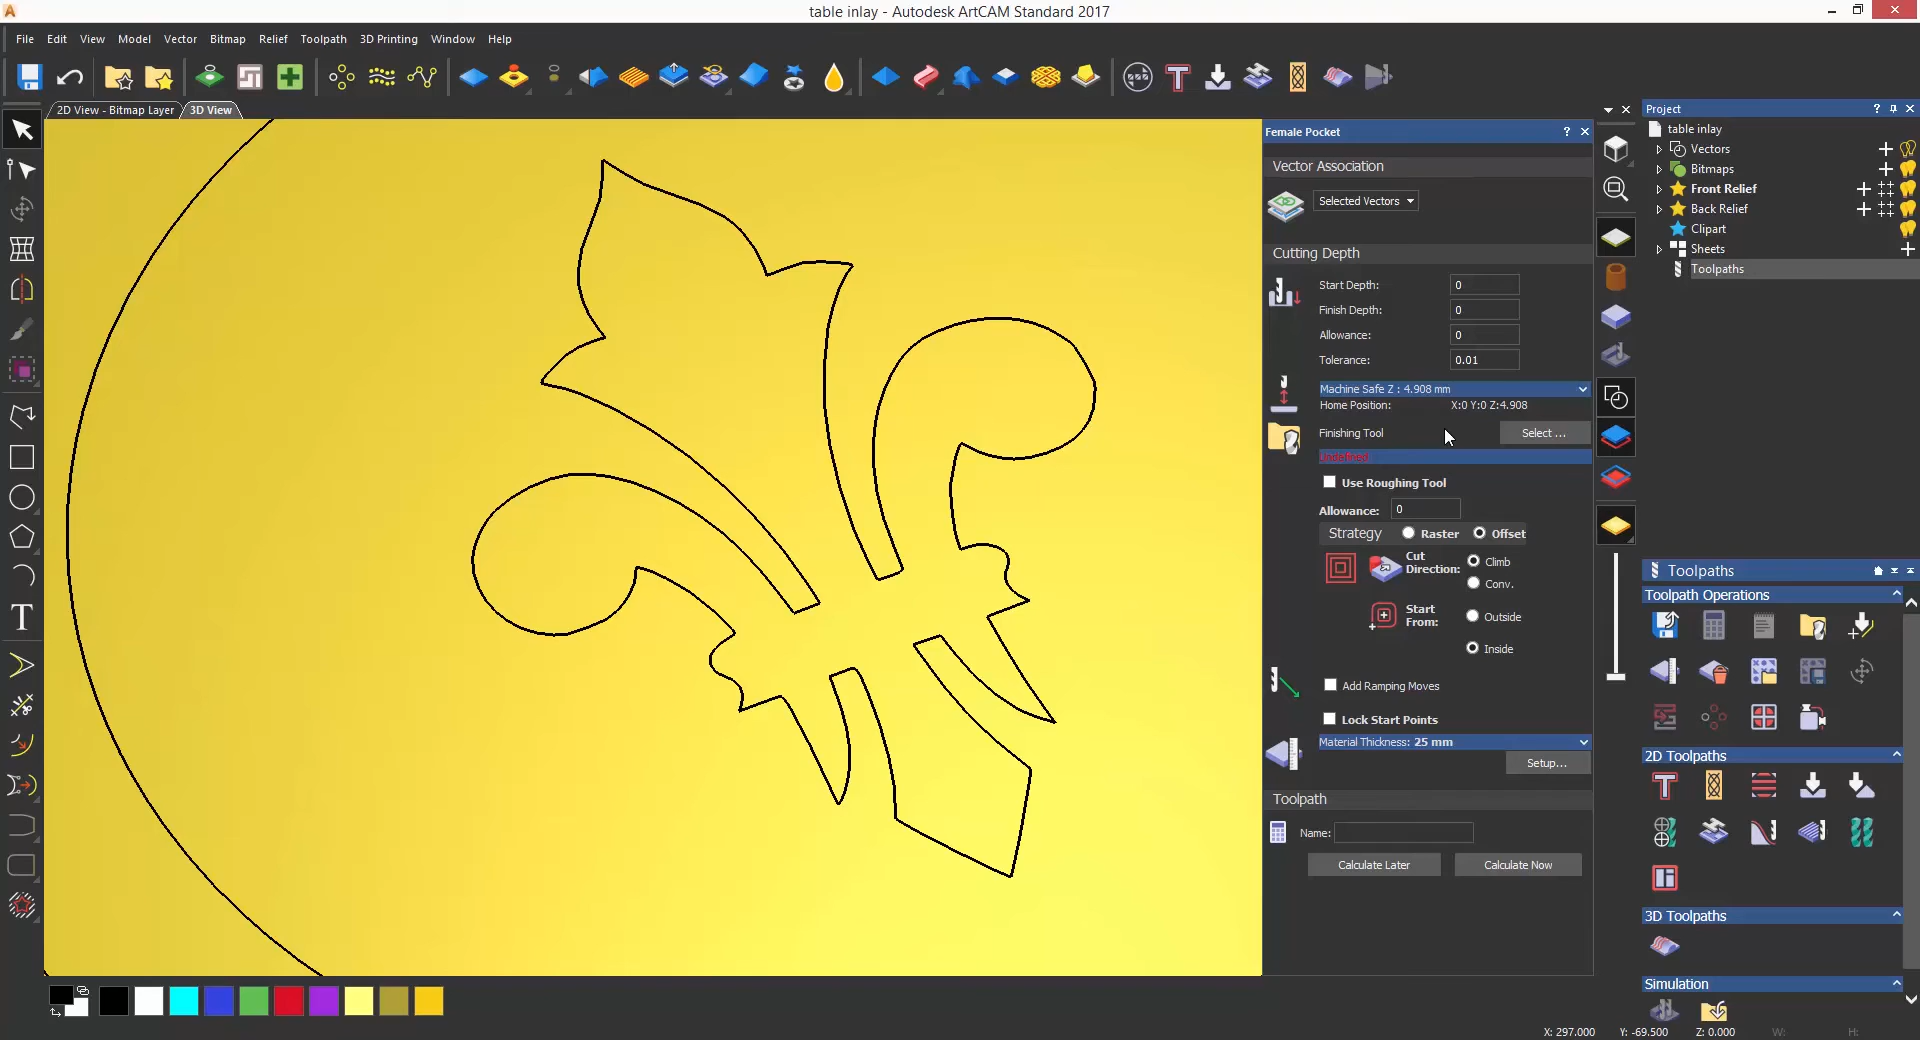 table inlay - Autodesk ArtCAM Standard 2017
File Edit View Model Vector Bitmap Relief Toolpath 3D Printing Window Help
2D View - Bitmap Layer 3D View
Female Pocket
Vector Association
Selected Vectors
Cutting Depth
Start Depth: 0
Finish Depth: 0
Allowance: 0
Tolerance: 0.01
Machine Safe Z : 4.908 mm
Home Position: X:0 Y:0 Z:4.908
Finishing Tool Select ...
Undefined
Use Roughing Tool
Allowance: 0
Strategy Raster Offset
Cut Direction: Climb
Conv.
Start From: Outside
Inside
Add Ramping Moves
Lock Start Points
Material Thickness: 25 mm
Setup...
Toolpath
Name:
Calculate Later Calculate Now
Project
table inlay
Vectors
Bitmaps
Front Relief
Back Relief
Clipart
Sheets
Toolpaths
Toolpaths
Toolpath Operations
2D Toolpaths
3D Toolpaths
Simulation
X: 297.000 Y: -69.500 Z: 0.000 W: H: